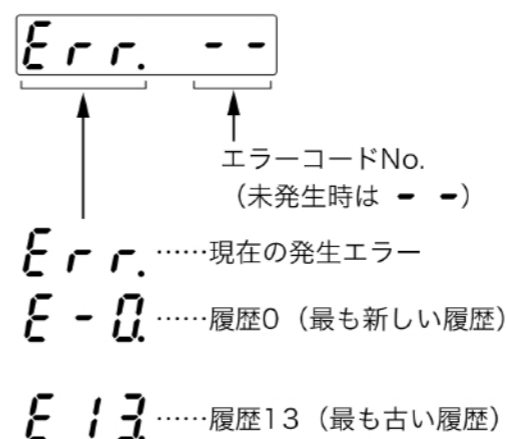 Err. --
エラーコードNo.
（未発生時は - -）
Err. ……現在の発生エラー
E-0. ……履歴0（最も新しい履歴）
E13. ……履歴13（最も古い履歴）